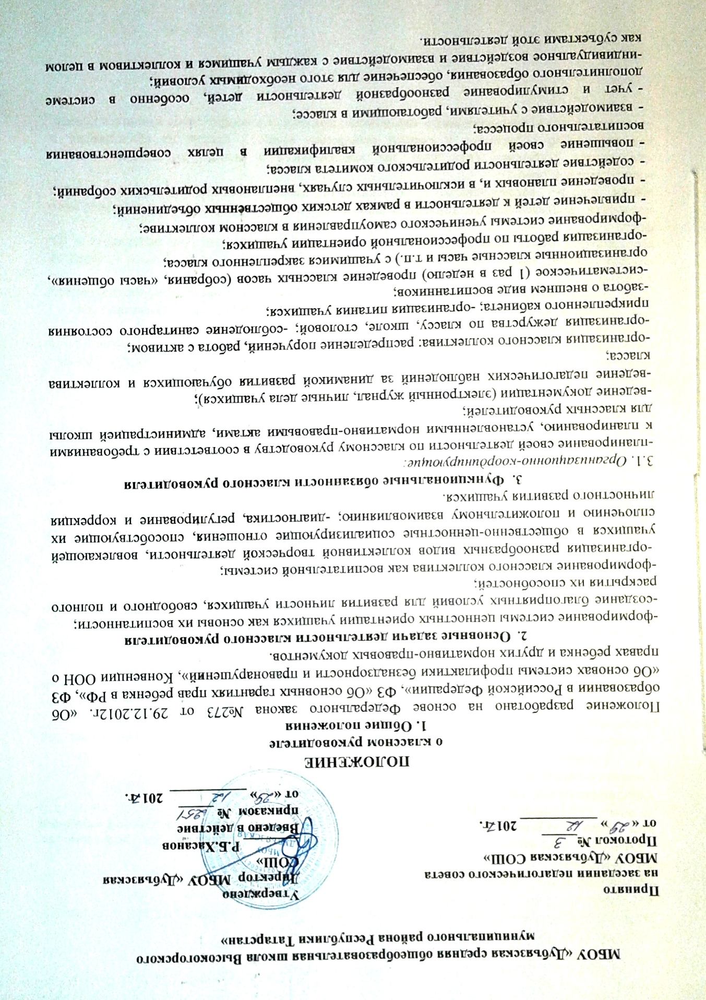 МБОУ «Дубъязская средняя общеобразовательная школа Высокогорского
муниципального района Республики Татарстан»
Принято
на заседании педагогического совета
МБОУ «Дубъязская СОШ»
Протокол № 3
от «29» 12 2017г.
Утверждено
Директор МБОУ «Дубъязская
СОШ»
Р.Б.Хасанов
Введено в действие
приказом № 251
от «29» 12 2017г.
МБОУ
ПОЛОЖЕНИЕ
о классном руководителе
1. Общие положения
Положение разработано на основе Федерального закона №273 от 29.12.2012г. «Об
образовании в Российской Федерации», ФЗ «Об основных гарантиях прав ребенка в РФ», ФЗ
«Об основах системы профилактики безнадзорности и правонарушений», Конвенции ООН о
правах ребенка и других нормативно-правовых документов.
2. Основные задачи деятельности классного руководителя
-формирование системы ценностных ориентации учащихся как основы их воспитанности;
-создание благоприятных условий для развития личности учащихся, свободного и полного
раскрытия их способностей;
-формирование классного коллектива как воспитательной системы;
-организация разнообразных видов коллективной творческой деятельности, вовлекающей
учащихся в общественно-ценностные социализирующие отношения, способствующие их
сплочению и положительному взаимовлиянию; -диагностика, регулирование и коррекция
личностного развития учащихся.
3. Функциональные обязанности классного руководителя
3.1. Организационно-координирующие:
-планирование своей деятельности по классному руководству в соответствии с требованиями
к планированию, установленными нормативно-правовыми актами, администрацией школы
для классных руководителей;
-ведение документации (электронный журнал, личные дела учащихся);
-ведение педагогических наблюдений за динамикой развития обучающихся и коллектива
класса;
-организация классного коллектива: распределение поручений, работа с активом;
-организация дежурства по классу, школе, столовой; -соблюдение санитарного состояния
прикрепленного кабинета; -организация питания учащихся;
-забота о внешнем виде воспитанников;
-систематическое (1 раз в неделю) проведение классных часов (собрания, «часы общения»,
организационные классные часы и т.п.) с учащимися закрепленного класса;
-организация работы по профессиональной ориентации учащихся;
-формирование системы ученического самоуправления в классном коллективе;
- привлечение детей к деятельности в рамках детских общественных объединений;
- проведение плановых и, в исключительных случаях, внеплановых родительских собраний;
- содействие деятельности родительского комитета класса;
- повышение своей профессиональной квалификации в целях совершенствования
воспитательного процесса;
- взаимодействие с учителями, работающими в классе;
- учет и стимулирование разнообразной деятельности детей, особенно в системе
дополнительного образования, обеспечение для этого необходимых условий;
-индивидуальное воздействие и взаимодействие с каждым учащимся и коллективом в целом
как субъектами этой деятельности.